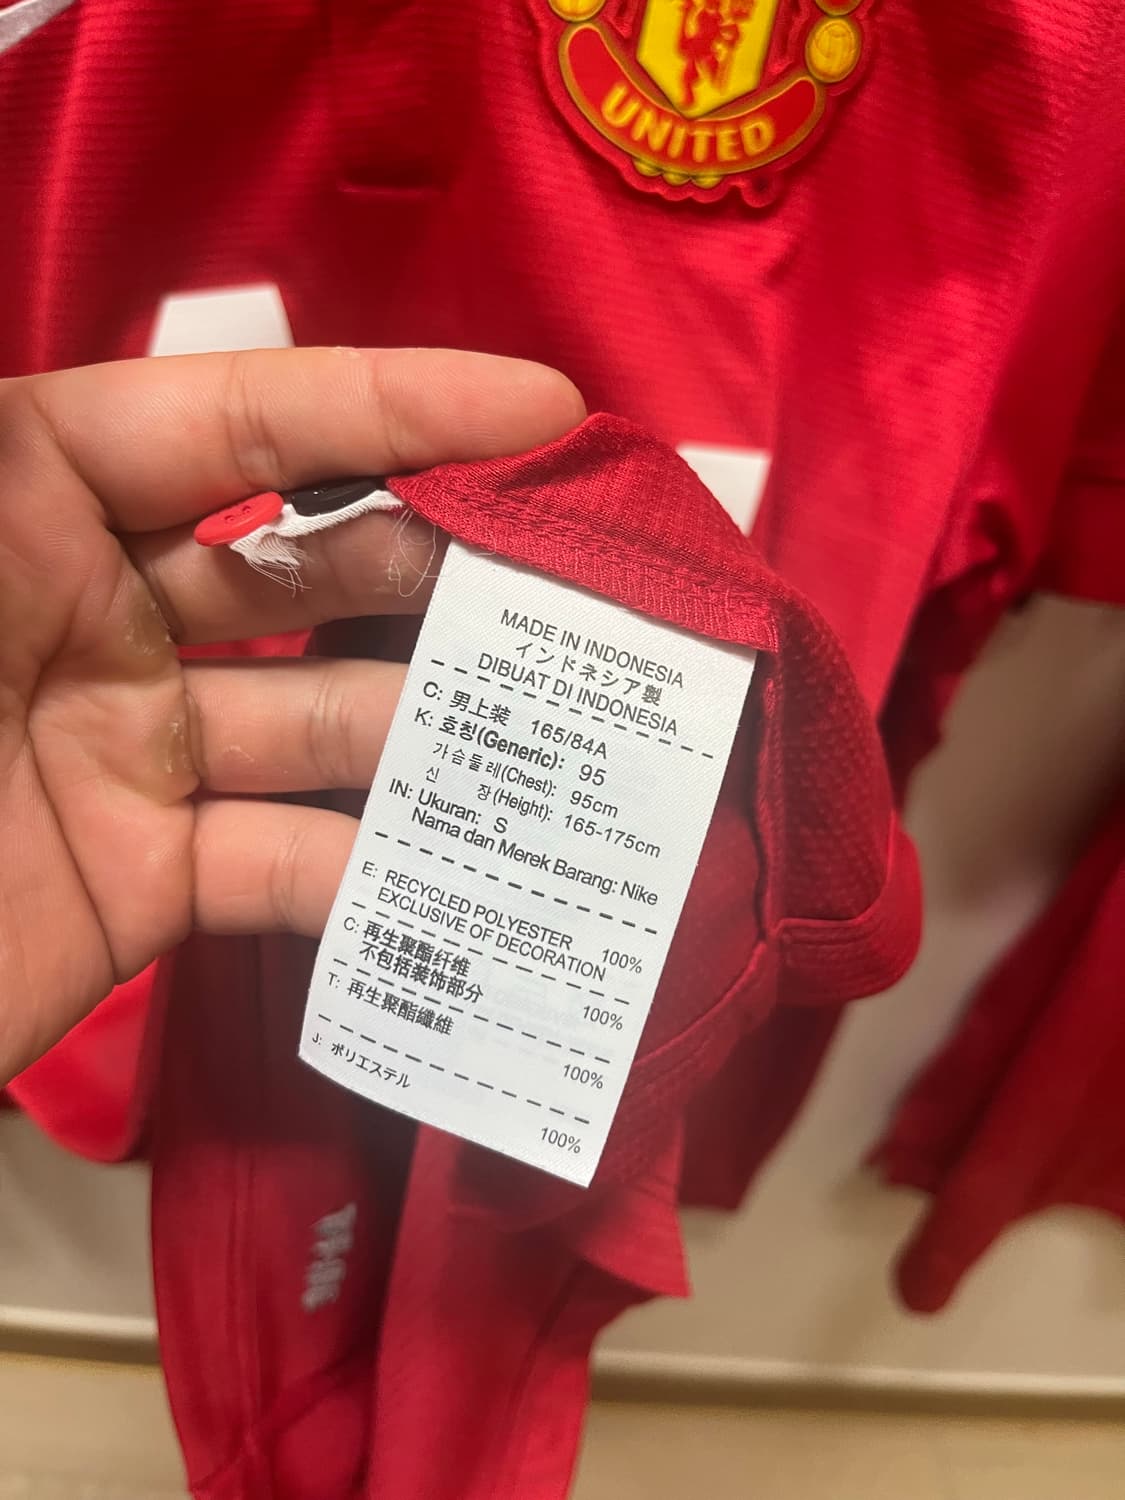 UNITED
MADE IN INDONESIA
インドネシア製
DIBUAT DI INDONESIA
C: 男上装 165/84A
K: 호칭(Generic): 95
가슴둘레(Chest): 95cm
신 장(Height): 165-175cm
IN: Ukuran: S
Nama dan Merek Barang: Nike
E: RECYCLED POLYESTER 100%
EXCLUSIVE OF DECORATION
C: 再生聚酯纤维 100%
不包括装饰部分
T: 再生聚酯纖維 100%
J: ポリエステル 100%